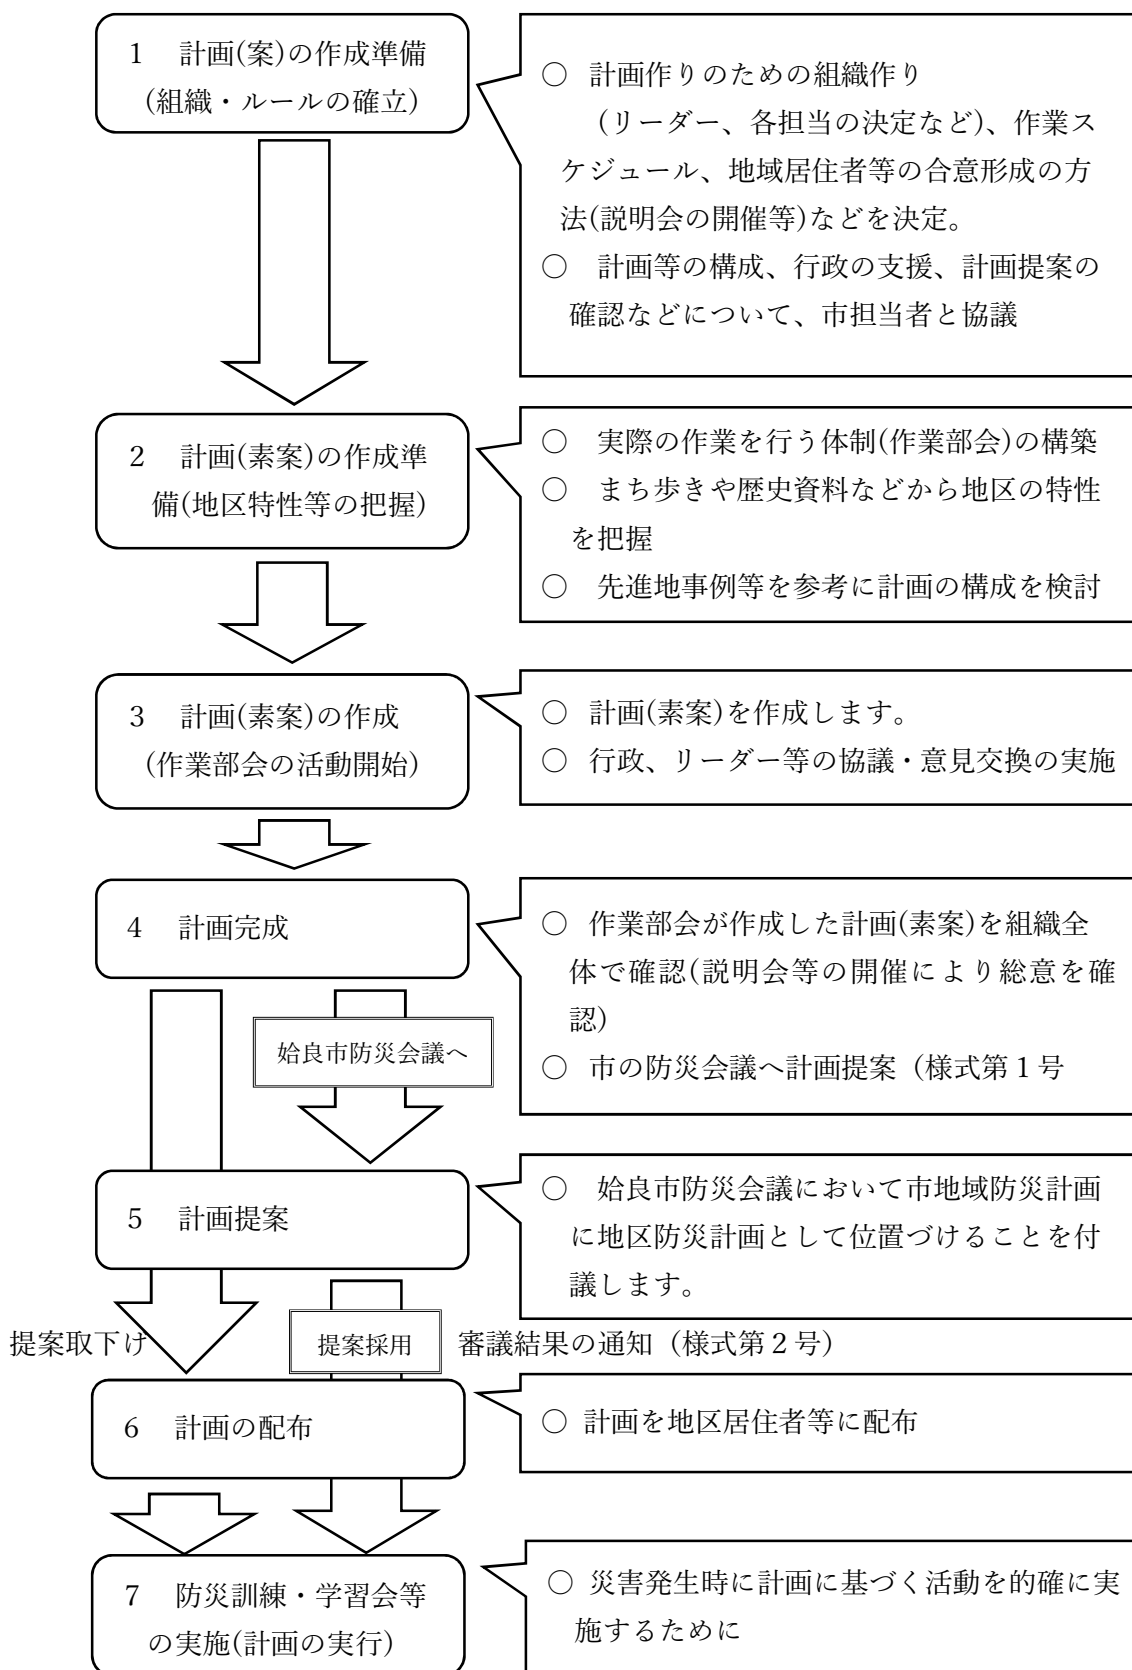 1 計画(案)の作成準備
(組織・ルールの確立)
○ 計画作りのための組織作り
(リーダー、各担当の決定など)、作業ス
ケジュール、地域居住者等の合意形成の方
法(説明会の開催等)などを決定。
○ 計画等の構成、行政の支援、計画提案の
確認などについて、市担当者と協議
2 計画(素案)の作成準
備(地区特性等の把握)
○ 実際の作業を行う体制(作業部会)の構築
○ まち歩きや歴史資料などから地区の特性
を把握
○ 先進地事例等を参考に計画の構成を検討
3 計画(素案)の作成
(作業部会の活動開始)
○ 計画(素案)を作成します。
○ 行政、リーダー等の協議・意見交換の実施
4 計画完成
○ 作業部会が作成した計画(素案)を組織全
体で確認(説明会等の開催により総意を確
認)
○ 市の防災会議へ計画提案（様式第１号
姶良市防災会議へ
5 計画提案
○ 姶良市防災会議において市地域防災計画
に地区防災計画として位置づけることを付
議します。
提案取下け
提案採用
審議結果の通知（様式第２号）
6 計画の配布
○ 計画を地区居住者等に配布
7 防災訓練・学習会等
の実施(計画の実行)
○ 災害発生時に計画に基づく活動を的確に実
施するために